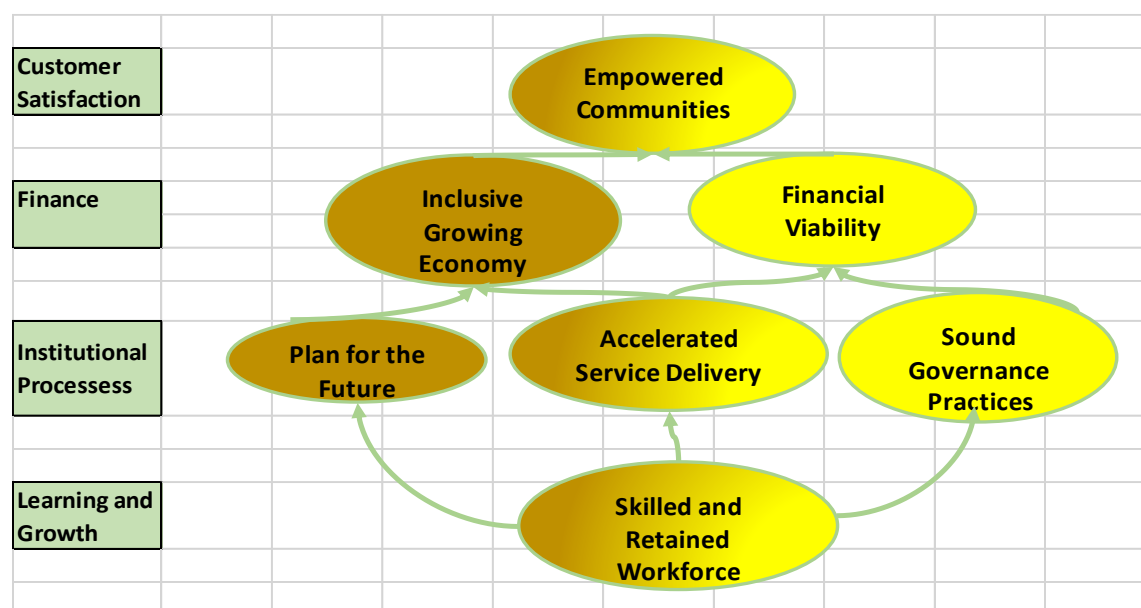 Customer
Satisfaction
Empowered
Communities
Finance
Inclusive
Growing
Economy
Financial
Viability
Institutional
Processess
Plan for the
Future
Accelerated
Service Delivery
Sound
Governance
Practices
Learning and
Growth
Skilled and
Retained
Workforce